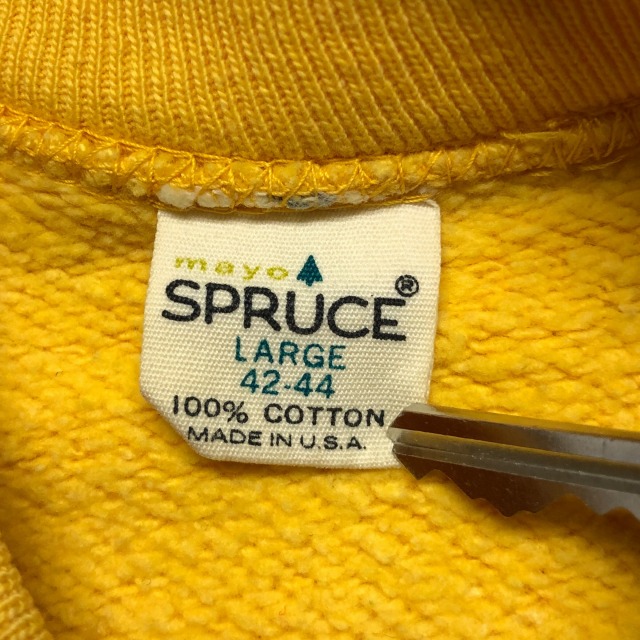 mayo
SPRUCE®
LARGE
42-44
100% COTTON
MADE IN U.S.A.